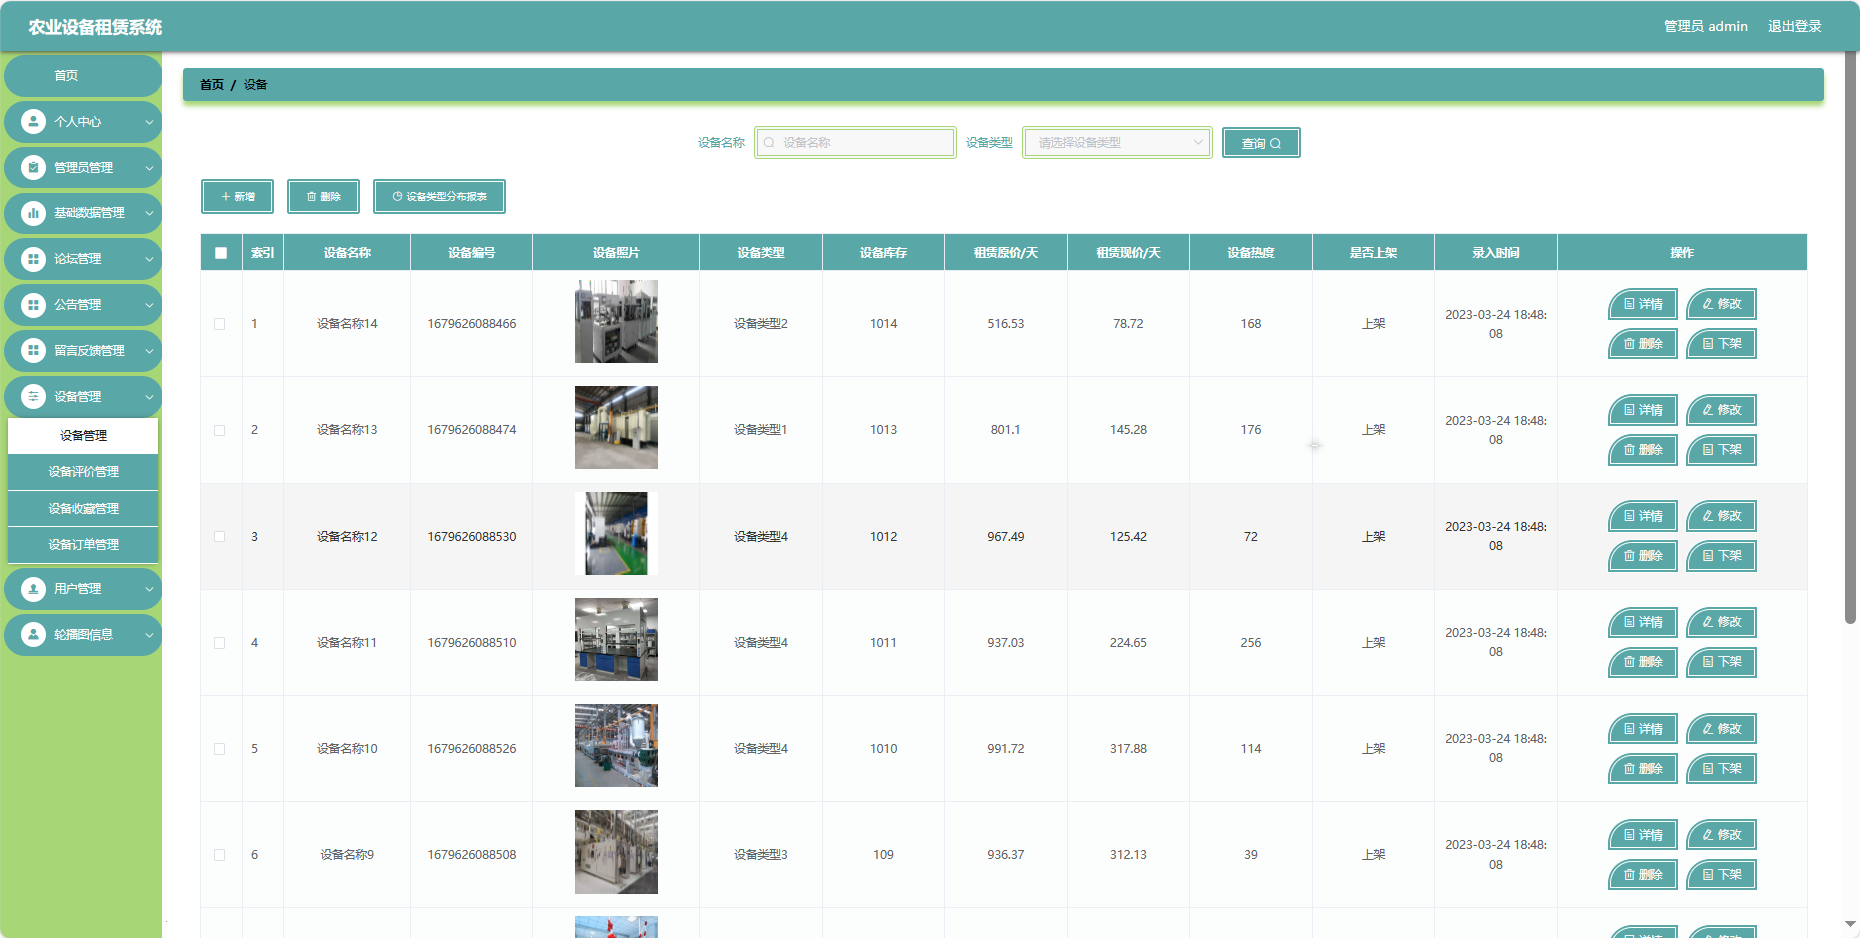 农业设备租赁系统
管理员 admin 退出登录
首页
个人中心
管理员管理
基础数据管理
论坛管理
公告管理
留言反馈管理
设备管理
设备管理
设备评价管理
设备收藏管理
设备订单管理
用户管理
轮播图信息
首页 / 设备
设备名称 设备名称 设备类型 请选择设备类型 查询
新增 删除 设备类型分布报表
索引 设备名称 设备编号 设备照片 设备类型 设备库存 租赁原价/天 租赁现价/天 设备热度 是否上架 录入时间 操作
1 设备名称14 1679626088466 设备类型2 1014 516.53 78.72 168 上架 2023-03-24 18:48:
08
详情 修改
删除 下架
2 设备名称13 1679626088474 设备类型1 1013 801.1 145.28 176 上架 2023-03-24 18:48:
08
详情 修改
删除 下架
3 设备名称12 1679626088530 设备类型4 1012 967.49 125.42 72 上架 2023-03-24 18:48:
08
详情 修改
删除 下架
4 设备名称11 1679626088510 设备类型4 1011 937.03 224.65 256 上架 2023-03-24 18:48:
08
详情 修改
删除 下架
5 设备名称10 1679626088526 设备类型4 1010 991.72 317.88 114 上架 2023-03-24 18:48:
08
详情 修改
删除 下架
6 设备名称9 1679626088508 设备类型3 109 936.37 312.13 39 上架 2023-03-24 18:48:
08
详情 修改
删除 下架
详情 修改